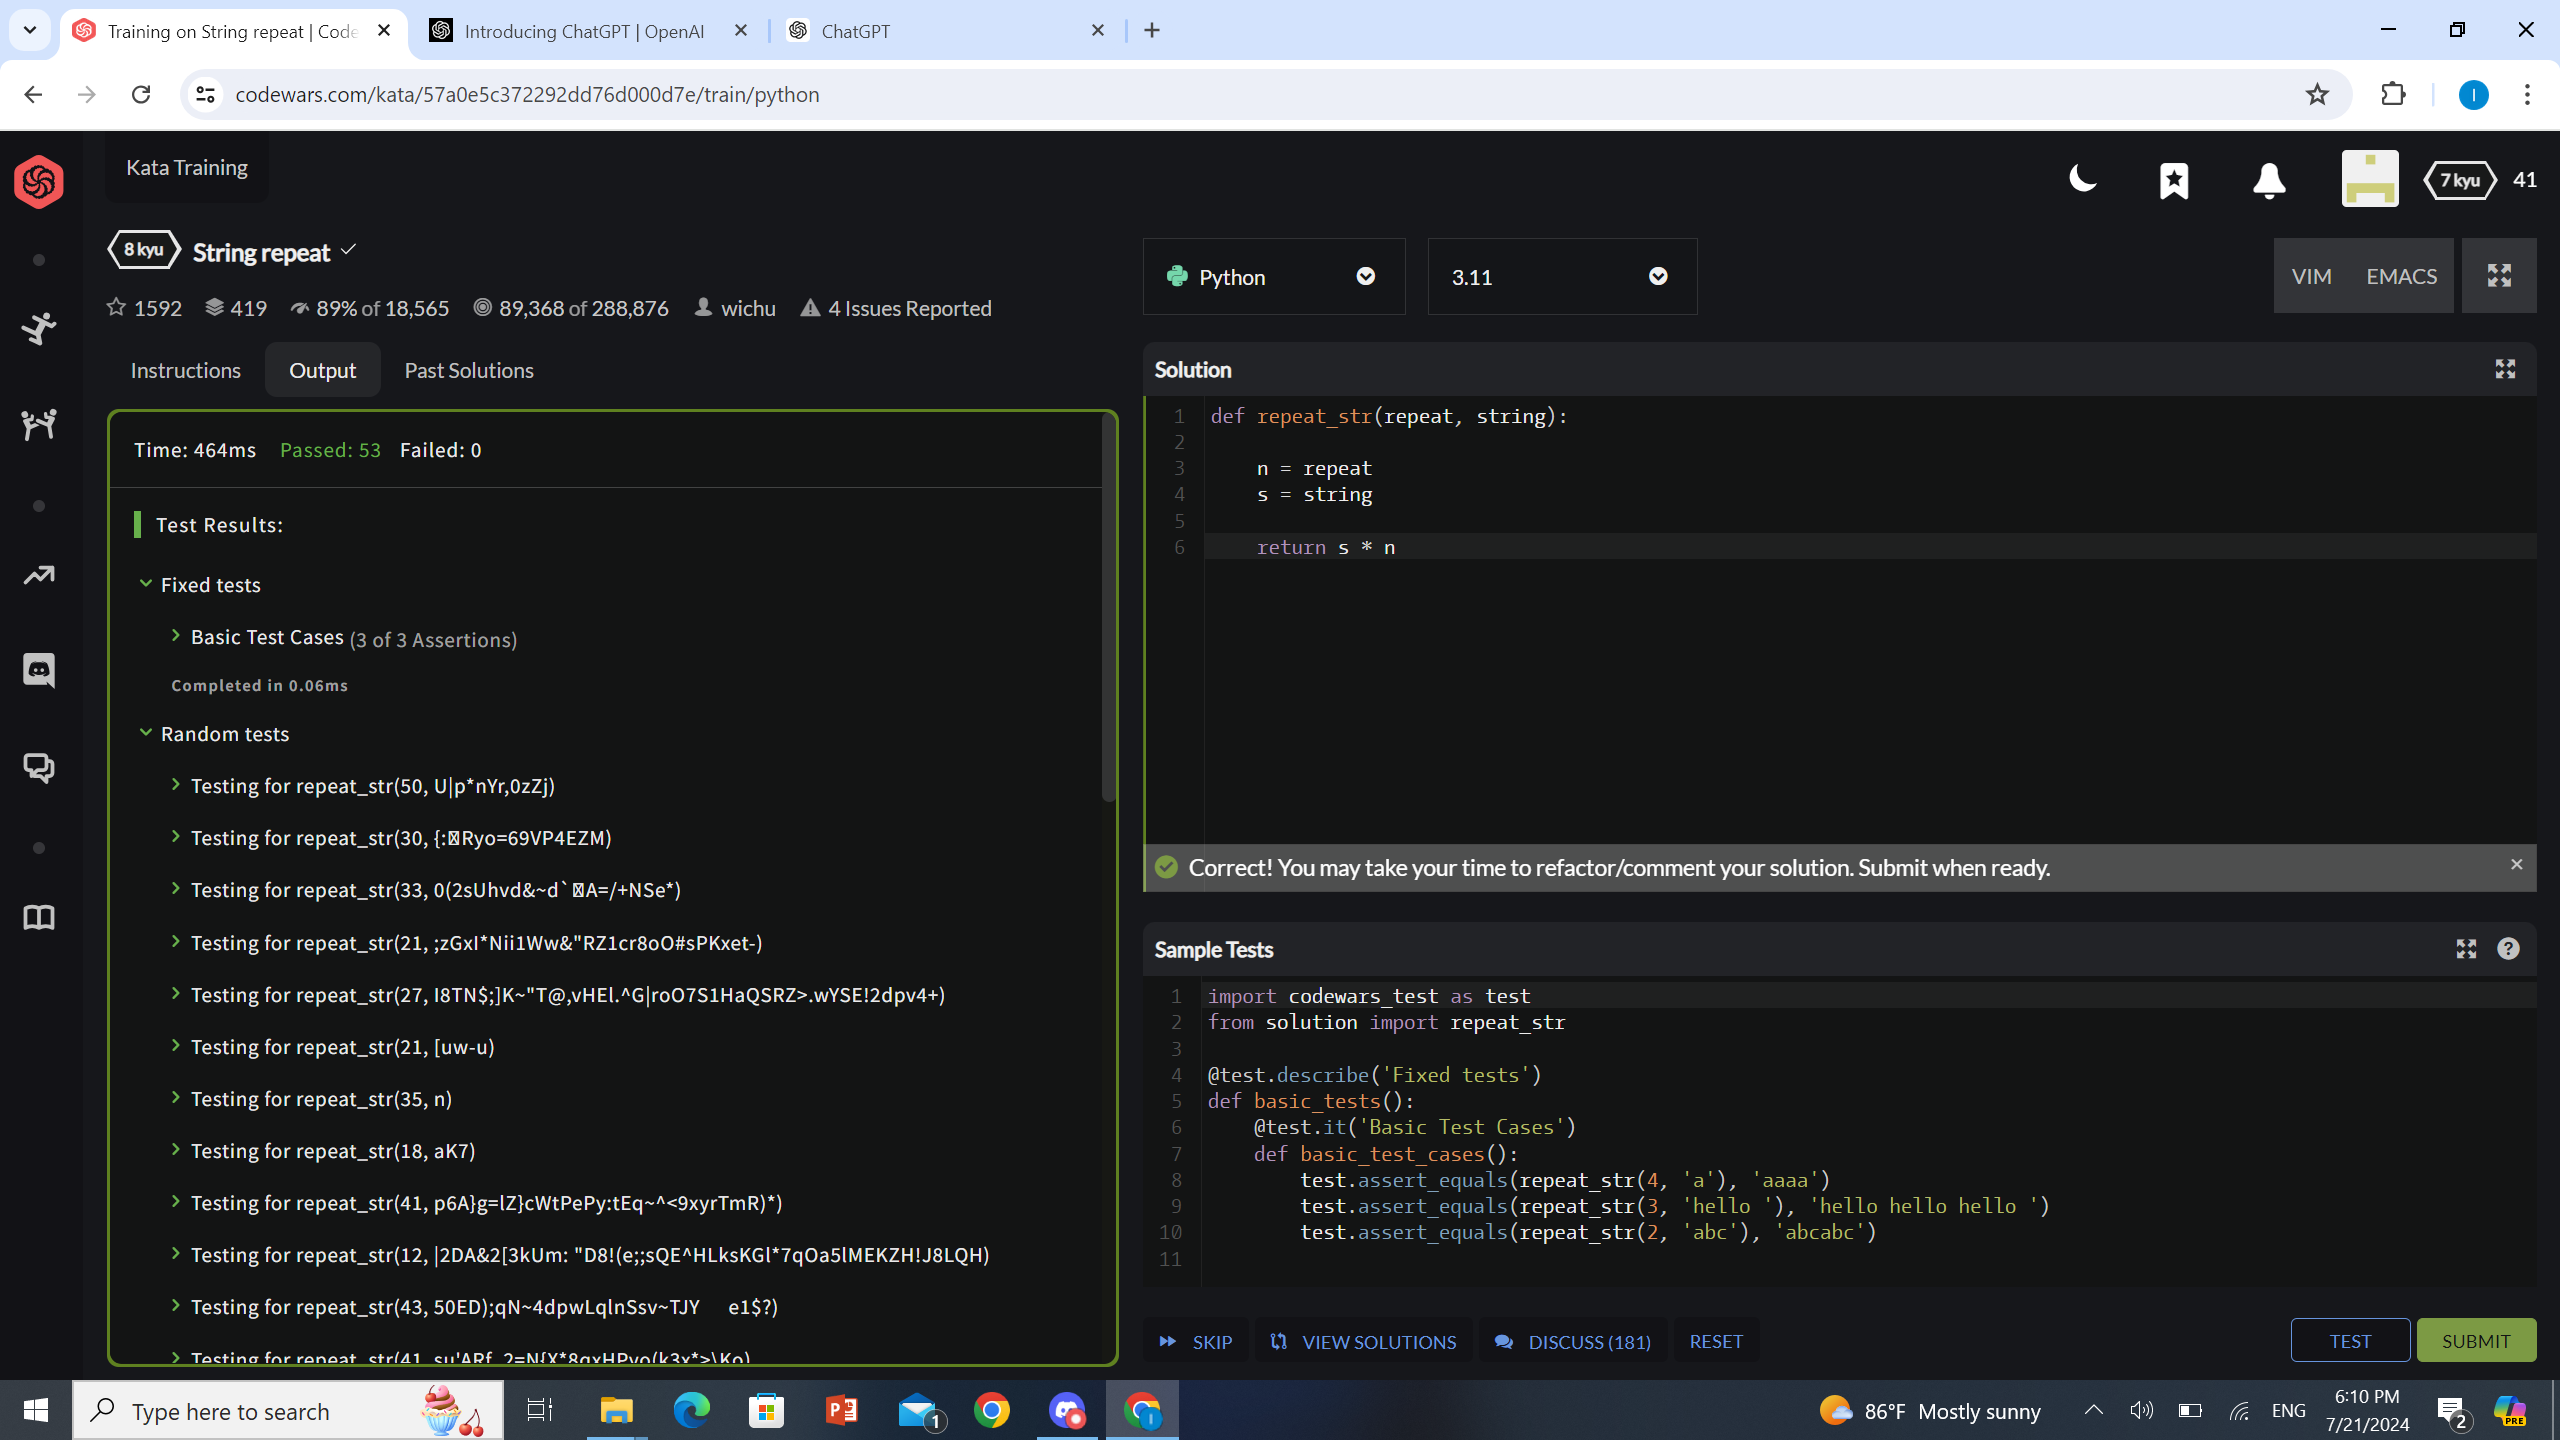 Training on String repeat | Code
Introducing ChatGPT | OpenAI
ChatGPT
codewars.com/kata/57a0e5c372292dd76d000d7e/train/python
I
Kata Training
7 kyu
41
8 kyu
String repeat
1592
419
89% of 18,565
89,368 of 288,876
wichu
4 Issues Reported
Python
3.11
VIM
EMACS
Instructions
Output
Past Solutions
Time: 464ms
Passed: 53
Failed: 0
Test Results:
Fixed tests
Basic Test Cases (3 of 3 Assertions)
Completed in 0.06ms
Random tests
Testing for repeat_str(50, U|p*nYr,0zZj)
Testing for repeat_str(30, {:Ryo=69VP4EZM)
Testing for repeat_str(33, 0(2sUhvd&~d`A=/+NSe*)
Testing for repeat_str(21, ;zGxI*Nii1Ww&"RZ1cr8oO#sPKxet-)
Testing for repeat_str(27, I8TN$;]K~"T@,vHEl.^G|roO7S1HaQSRZ>.wYSE!2dpv4+)
Testing for repeat_str(21, [uw-u)
Testing for repeat_str(35, n)
Testing for repeat_str(18, aK7)
Testing for repeat_str(41, p6A}g=lZ}cWtPePy:tEq~^<9xyrTmR)*)
Testing for repeat_str(12, |2DA&2[3kUm: "D8!(e;;sQE^HLksKGl*7qOa5lMEKZH!J8LQH)
Testing for repeat_str(43, 50ED);qN~4dpwLqlnSsv~TJY e1$?)
Testing for repeat_str(41,
Solution
1 def repeat_str(repeat, string):
2
3 n = repeat
4 s = string
5
6 return s * n
Correct! You may take your time to refactor/comment your solution. Submit when ready.
Sample Tests
1 import codewars_test as test
2 from solution import repeat_str
3
4 @test.describe('Fixed tests')
5 def basic_tests():
6 @test.it('Basic Test Cases')
7 def basic_test_cases():
8 test.assert_equals(repeat_str(4, 'a'), 'aaaa')
9 test.assert_equals(repeat_str(3, 'hello '), 'hello hello hello ')
10 test.assert_equals(repeat_str(2, 'abc'), 'abcabc')
11
SKIP
VIEW SOLUTIONS
DISCUSS (181)
RESET
TEST
SUBMIT
Type here to search
1
I
86°F Mostly sunny
ENG
6:10 PM
7/21/2024
2
PRE